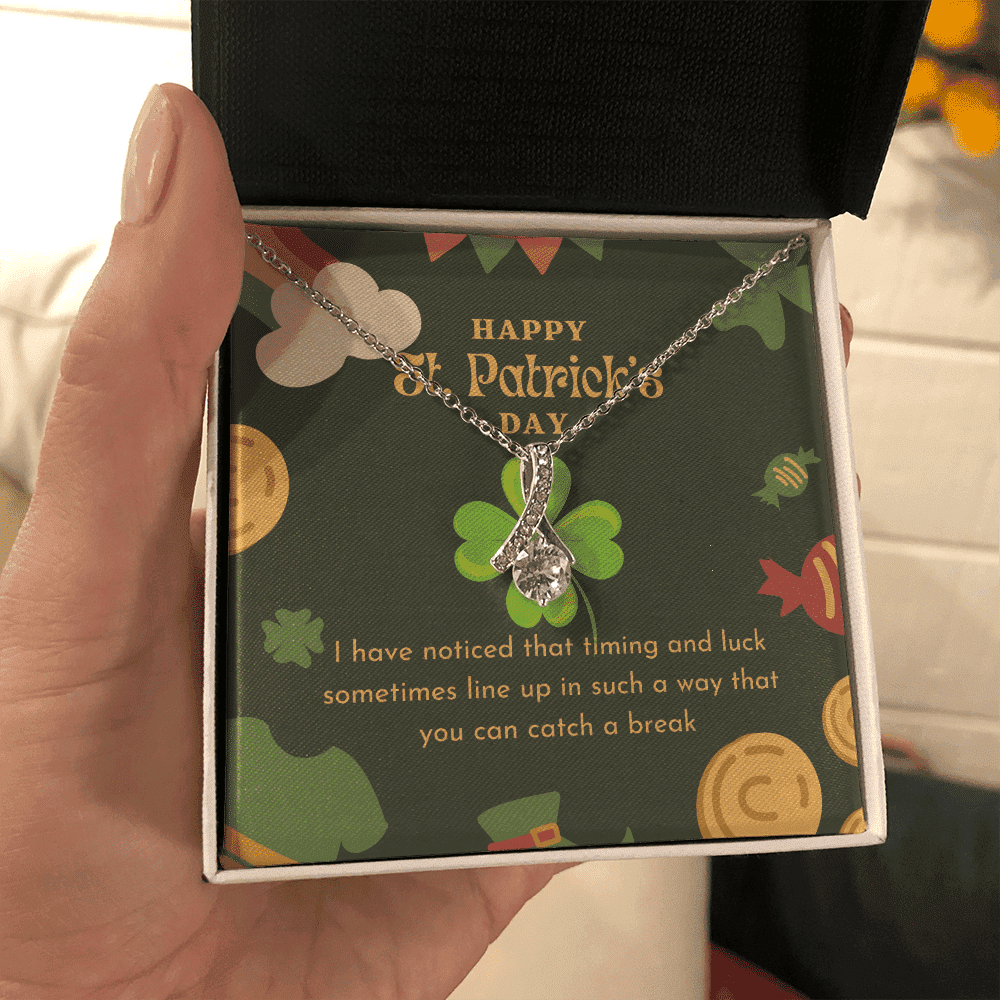 HAPPY
St. Patrick's
DAY
I have noticed that timing and luck
sometimes line up in such a way that
you can catch a break